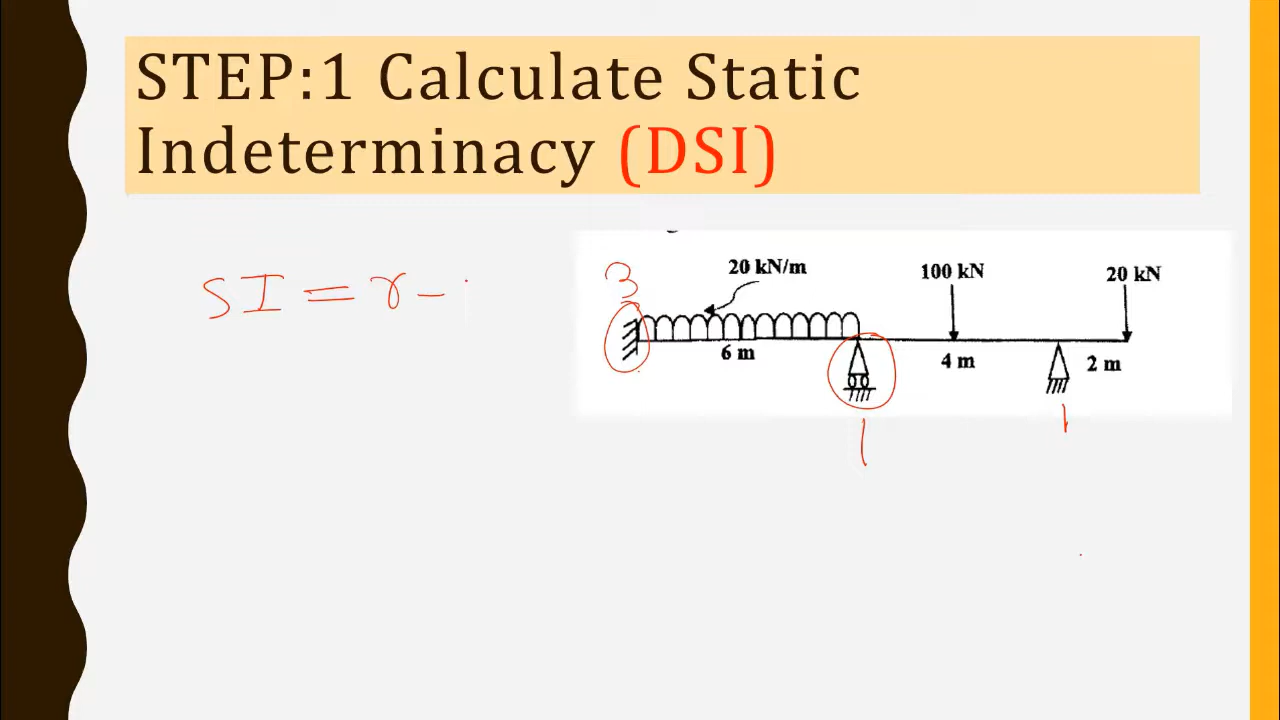 STEP:1 Calculate Static
Indeterminacy (DSI)
SI = r -
3
20 kN/m
100 kN
20 kN
6 m
4 m
2 m
1
1